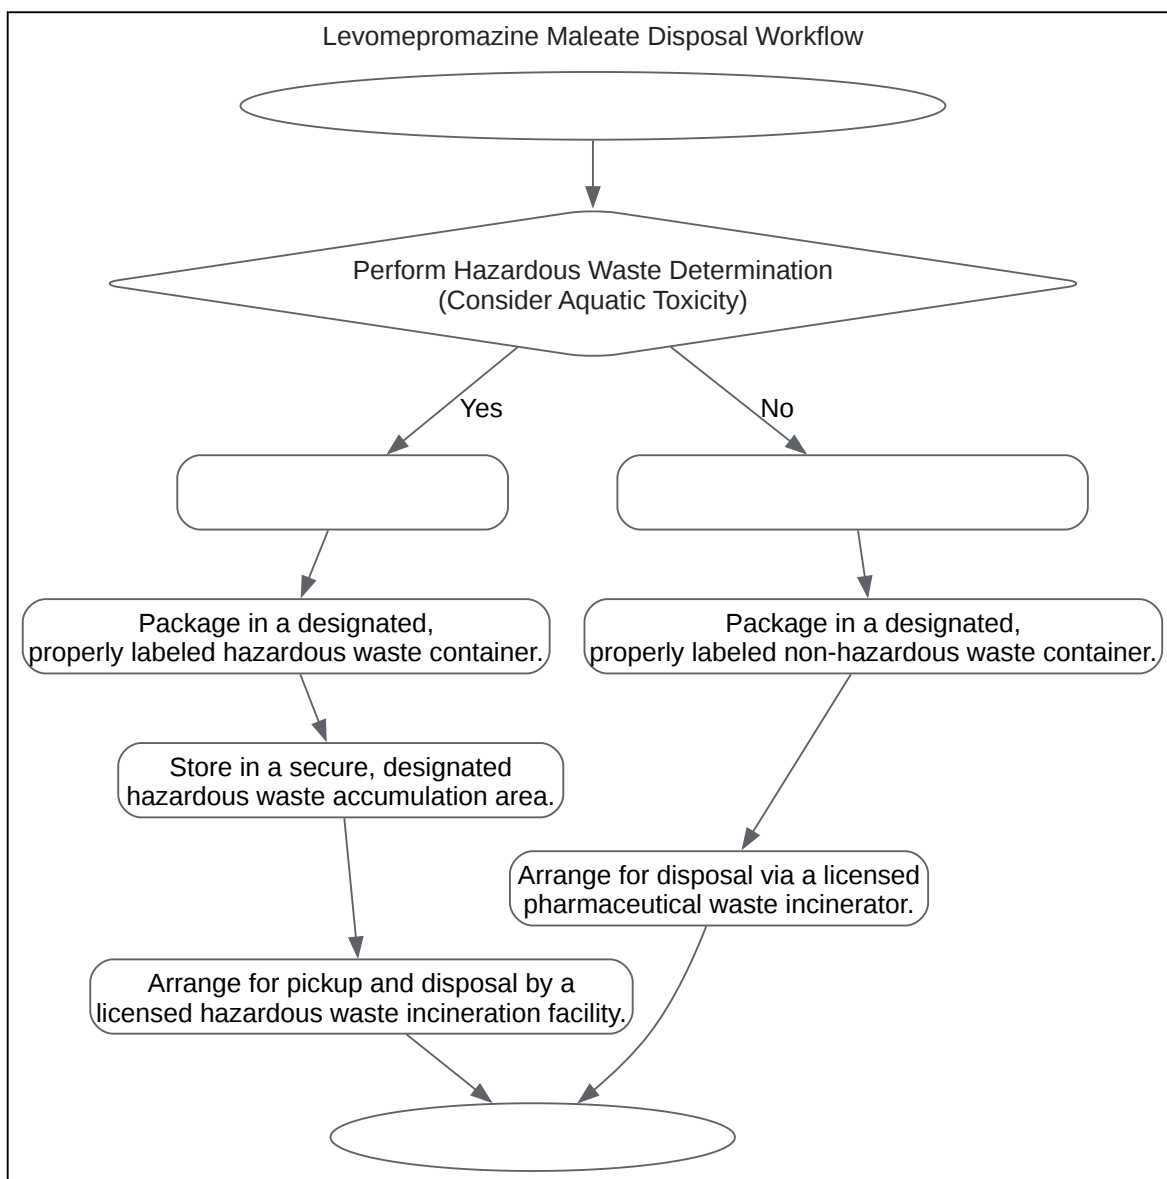 Levomepromazine Maleate Disposal Workflow
Perform Hazardous Waste Determination
(Consider Aquatic Toxicity)
Yes
No
Package in a designated,
properly labeled hazardous waste container.
Package in a designated,
properly labeled non-hazardous waste container.
Store in a secure, designated
hazardous waste accumulation area.
Arrange for disposal via a licensed
pharmaceutical waste incinerator.
Arrange for pickup and disposal by a
licensed hazardous waste incineration facility.